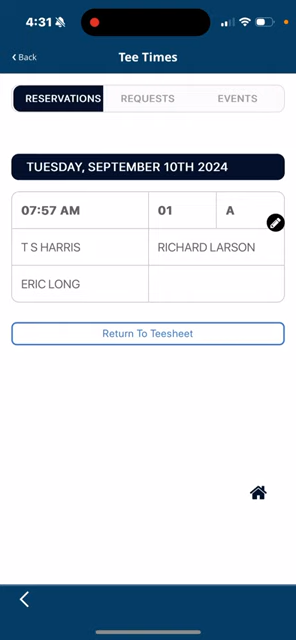 4:31
Back
Tee Times
RESERVATIONS REQUESTS EVENTS
TUESDAY, SEPTEMBER 10TH 2024
07:57 AM 01 A
T S HARRIS RICHARD LARSON
ERIC LONG
Return To Teesheet